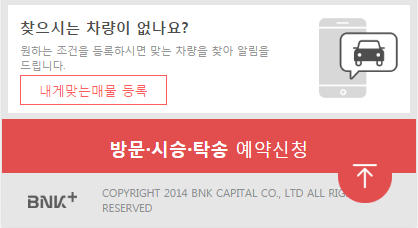 찾으시는 차량이 없나요?
원하는 조건을 등록하시면 맞는 차량을 찾아 알림을
드립니다.
내게맞는매물 등록
방문·시승·탁송 예약신청
BNK+
COPYRIGHT 2014 BNK CAPITAL CO., LTD ALL
RESERVED